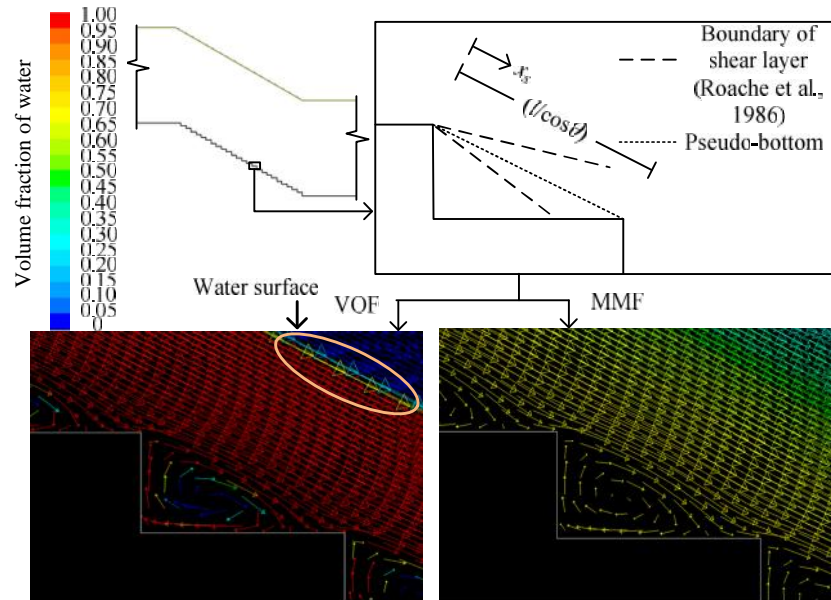 Volume fraction of water
1.00
0.95
0.90
0.85
0.80
0.75
0.70
0.65
0.60
0.55
0.50
0.45
0.40
0.35
0.30
0.25
0.20
0.15
0.10
0.05
0
x_s
(l/cosθ)
Boundary of
shear layer
(Roache et al.,
1986)
Pseudo-bottom
Water surface
VOF
MMF